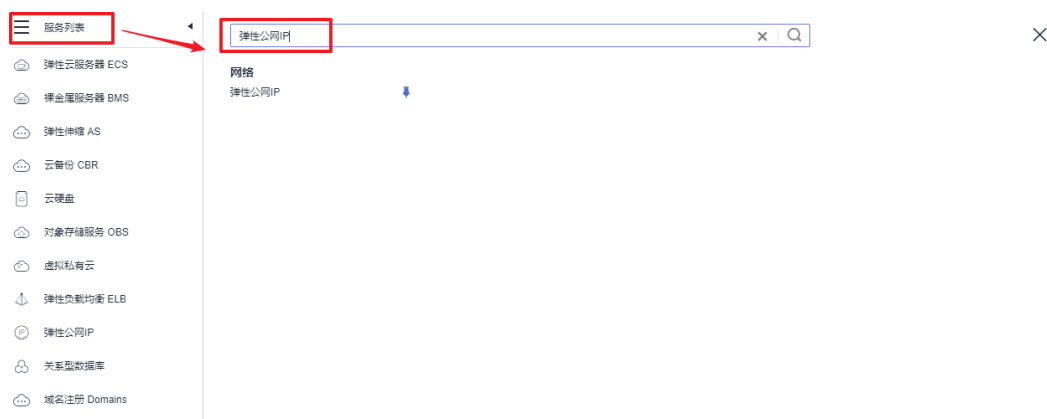 服务列表
弹性云服务器 ECS
裸金属服务器 BMS
弹性伸缩 AS
云备份 CBR
云硬盘
对象存储服务 OBS
虚拟私有云
弹性负载均衡 ELB
弹性公网IP
关系型数据库
域名注册 Domains
弹性公网IP
网络
弹性公网IP